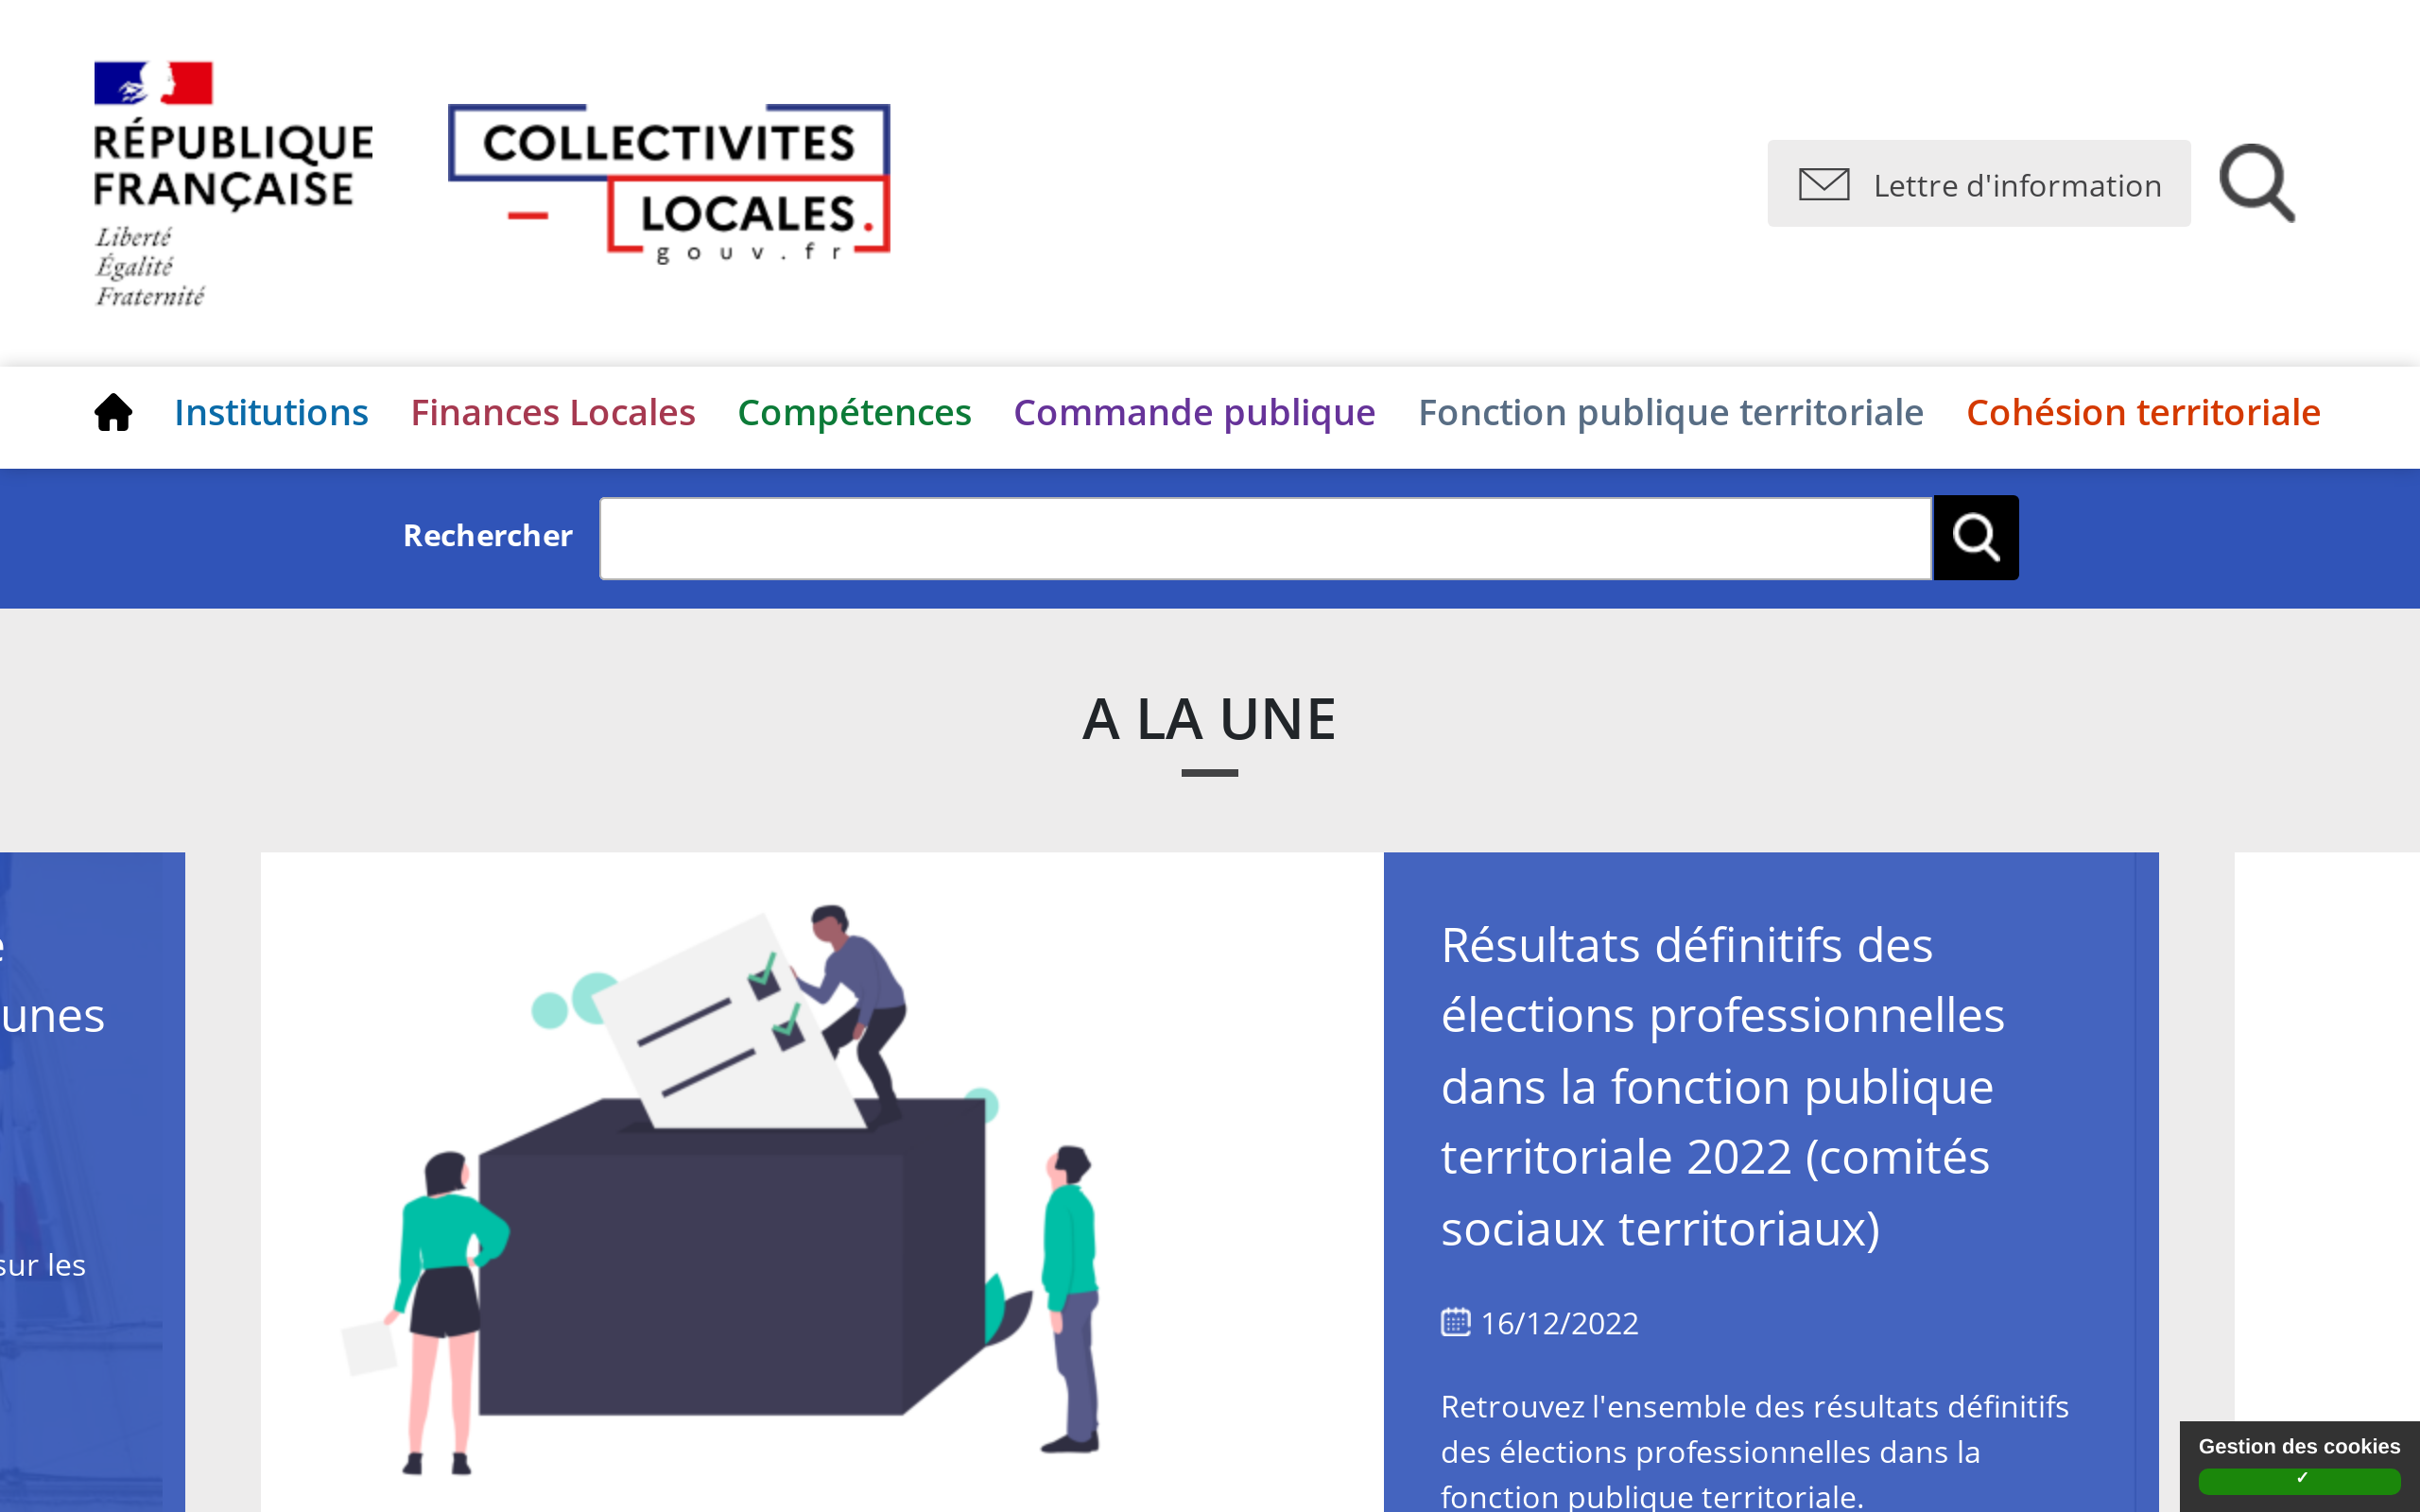 RÉPUBLIQUE
FRANÇAISE
Liberté
Égalité
Fraternité
COLLECTIVITES
LOCALES.
gouv.fr
Lettre d'information
Institutions Finances Locales Compétences Commande publique Fonction publique territoriale Cohésion territoriale
Rechercher
A LA UNE
unes
sur les
Résultats définitifs des
élections professionnelles
dans la fonction publique
territoriale 2022 (comités
sociaux territoriaux)
16/12/2022
Retrouvez l'ensemble des résultats définitifs
des élections professionnelles dans la
fonction publique territoriale.
Gestion des cookies
✓